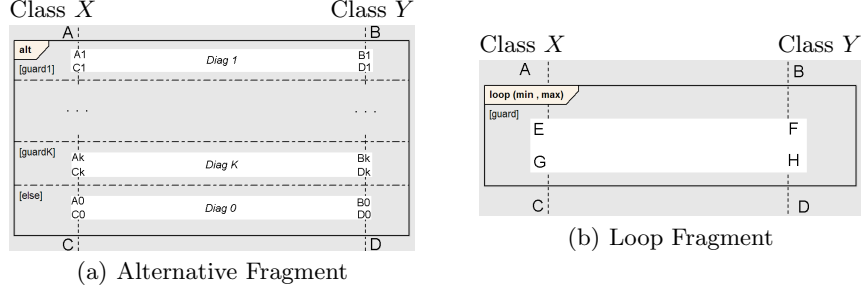 Class X Class Y
A B
alt
A1 Diag 1 B1
[guard1] C1 D1
. . . . . .
[guardK] Ak Diag K Bk
Ck Dk
[else] A0 Diag 0 B0
C0 D0
C D
(a) Alternative Fragment
Class X Class Y
A B
loop (min , max)
[guard]
E F
G H
C D
(b) Loop Fragment